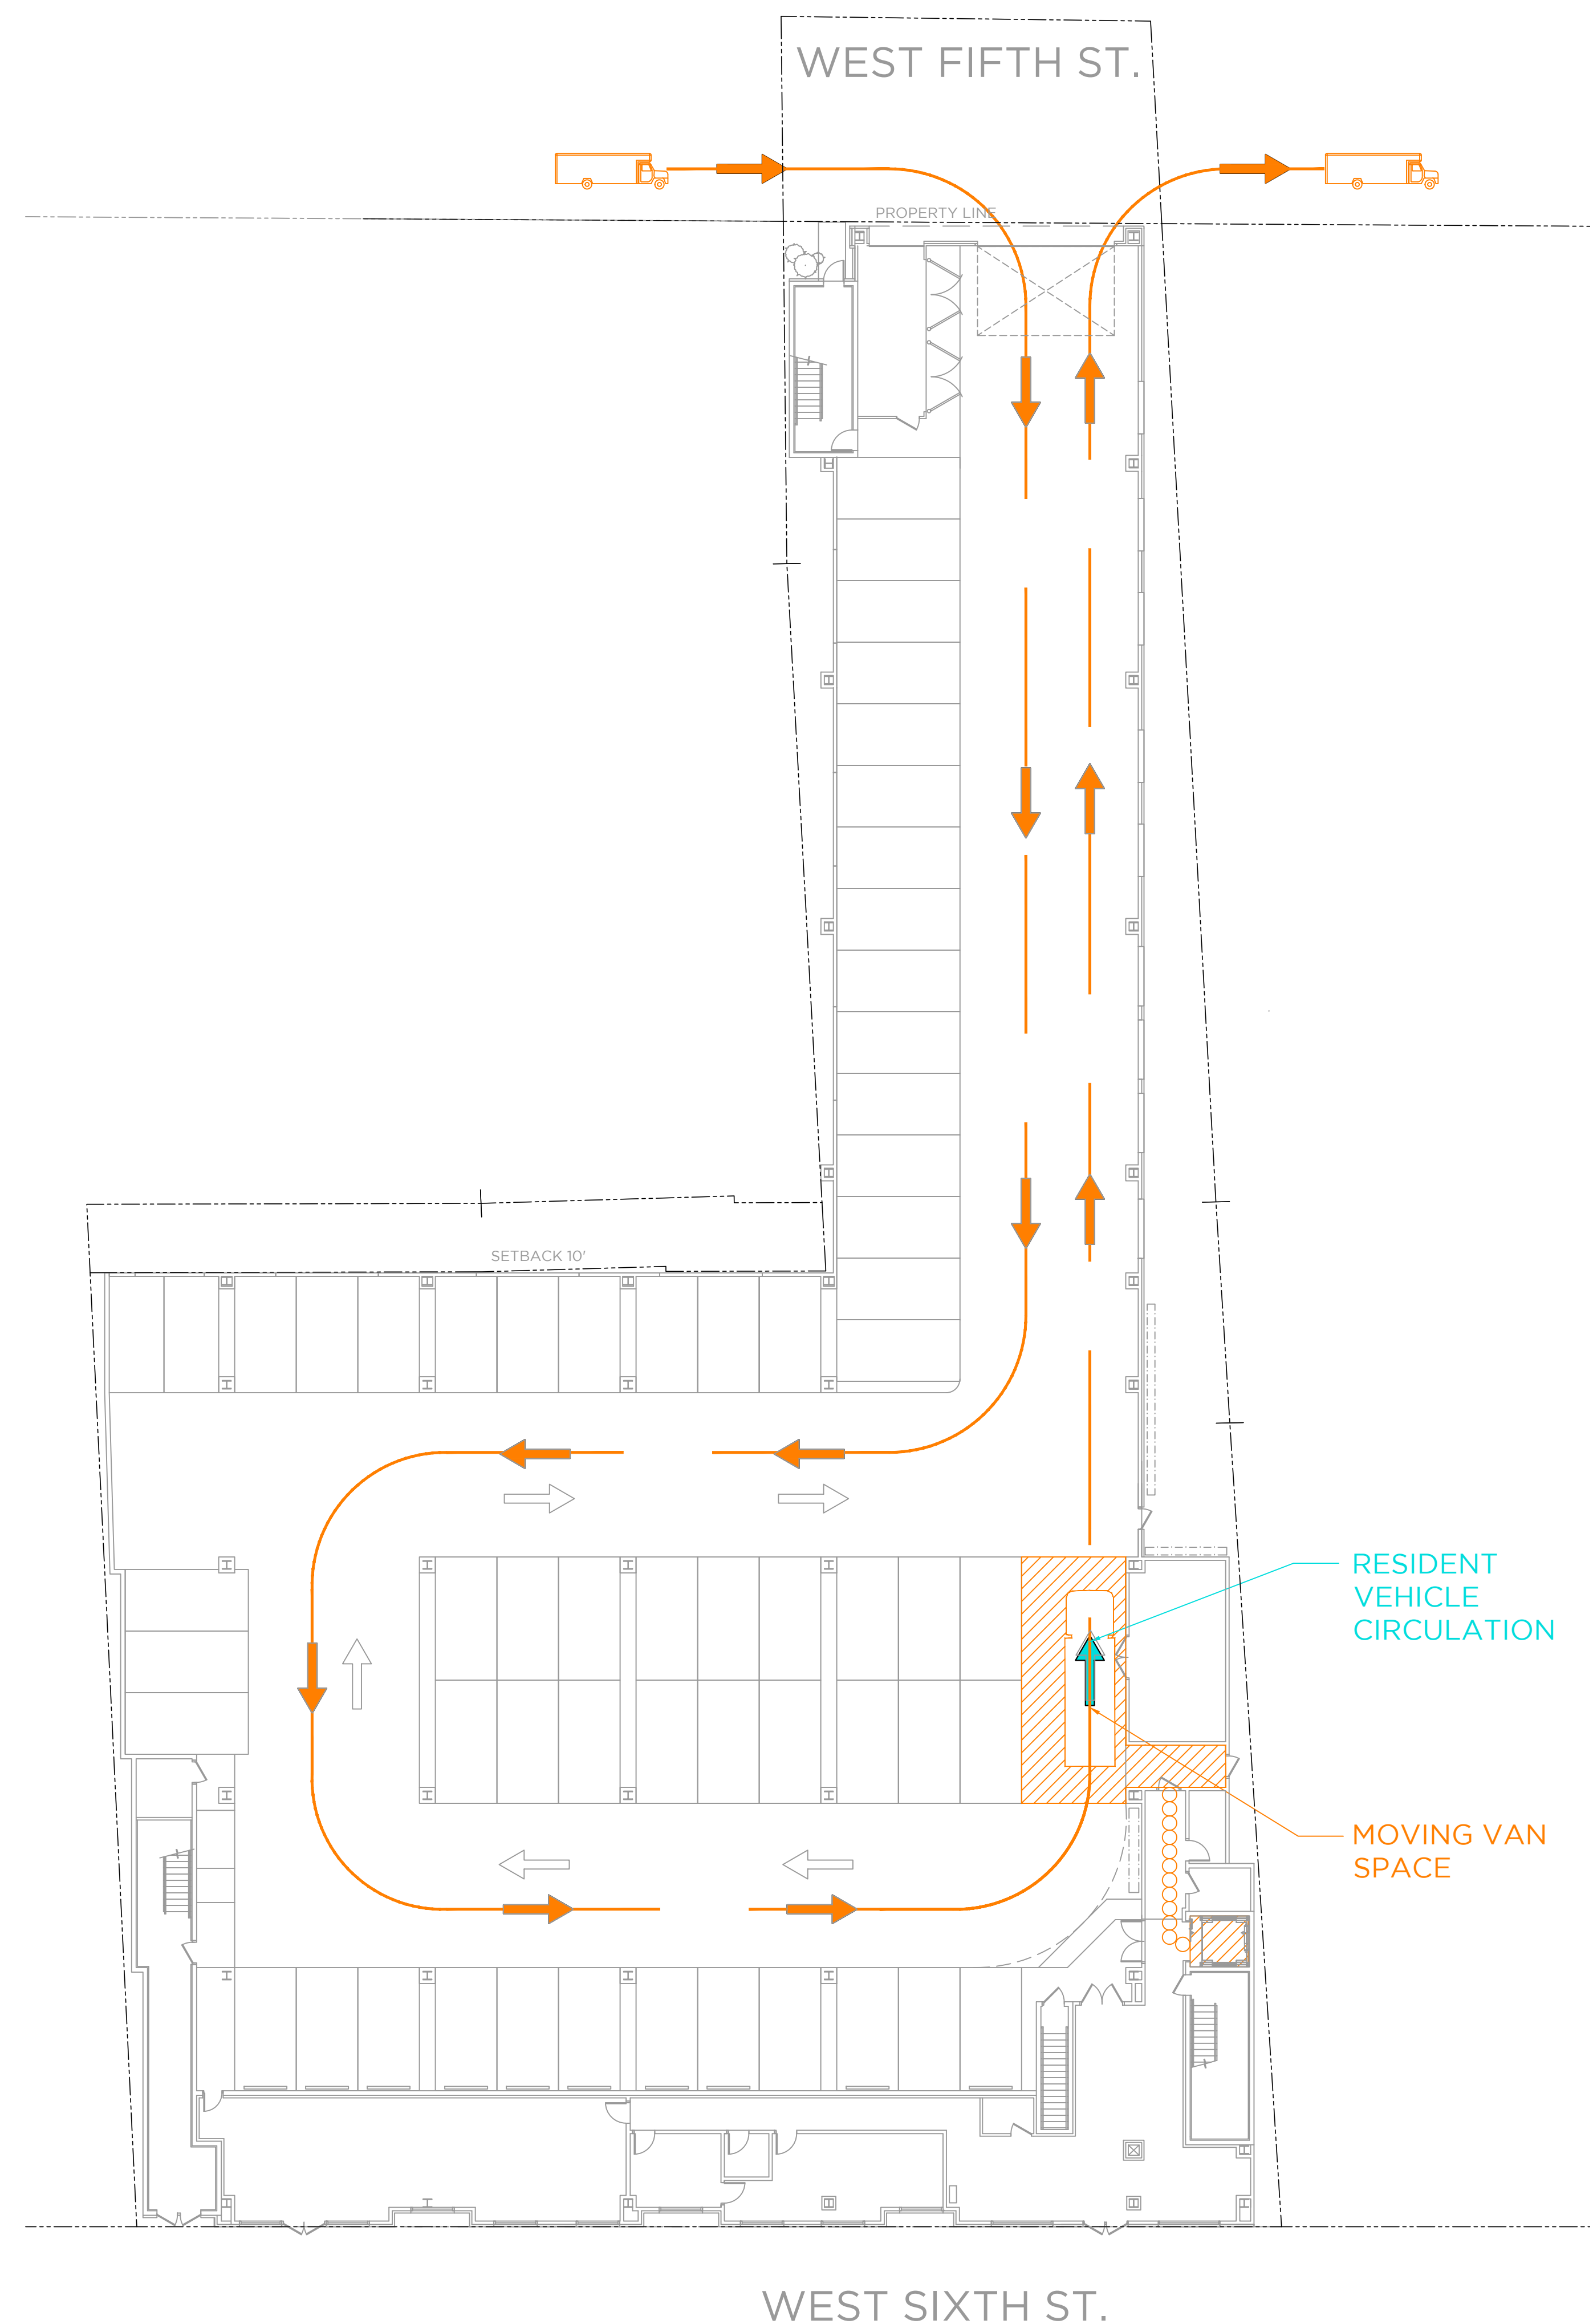 WEST FIFTH ST.
PROPERTY LINE
SETBACK 10'
RESIDENT
VEHICLE
CIRCULATION
MOVING VAN
SPACE
WEST SIXTH ST.